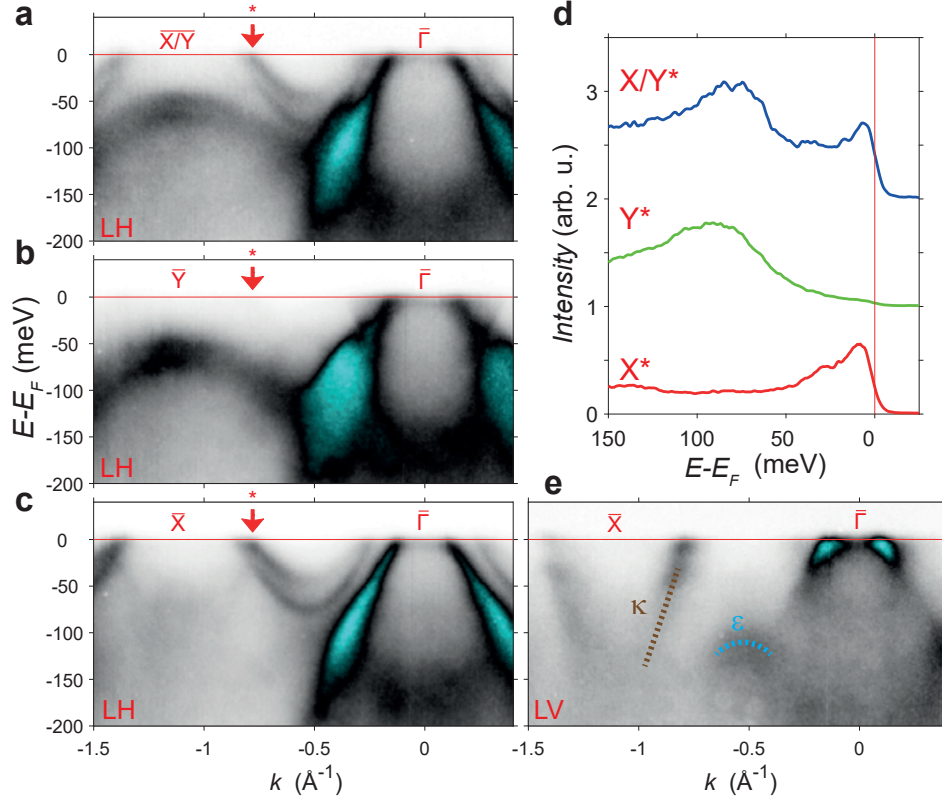 a
*
X/Y
Γ
0
-50
-100
-150
-200
LH
b
*
Y
Γ
0
-50
-100
-150
-200
LH
E-E_F (meV)
c
*
X
Γ
0
-50
-100
-150
-200
LH
-1.5
-1
-0.5
0
k (Å⁻¹)
d
3
2
1
0
Intensity (arb. u.)
X/Y*
Y*
X*
150
100
50
0
E-E_F (meV)
e
X
Γ
κ
ε
LV
-1.5
-1
-0.5
0
k (Å⁻¹)